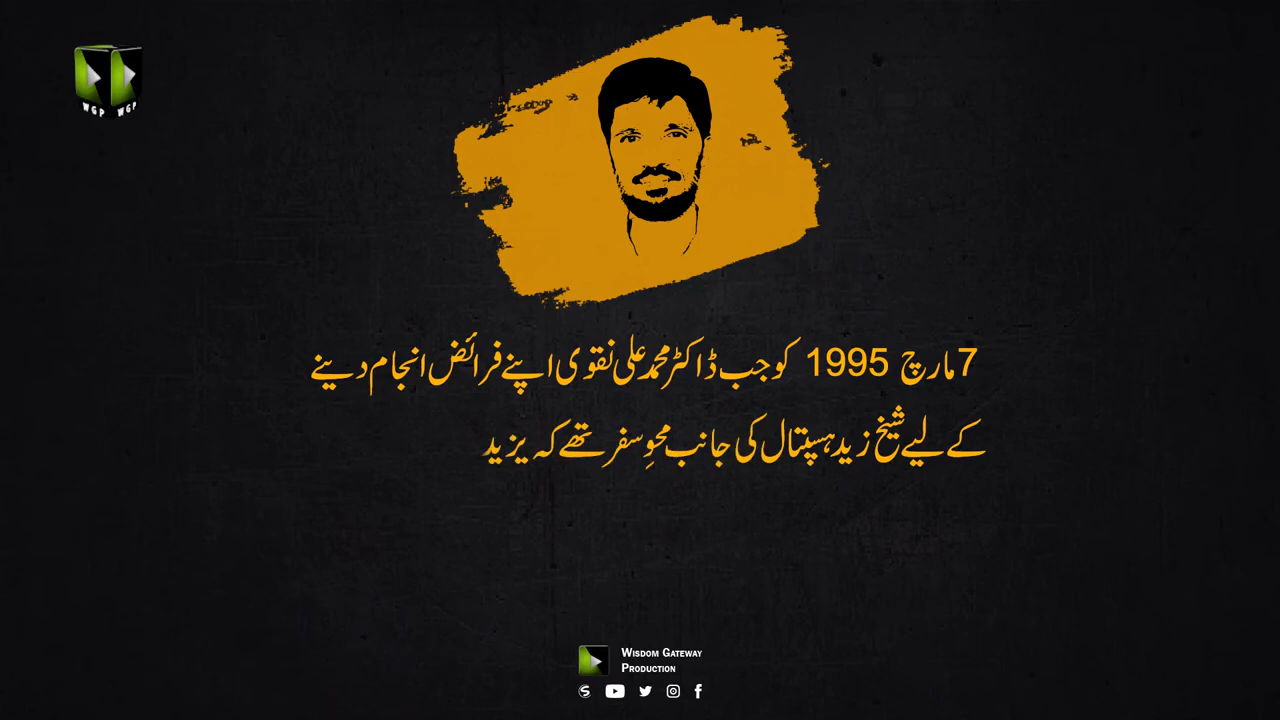 WGP WGP
7 مارچ 1995 کو جب ڈاکٹر محمد علی نقوی اپنے فرائض انجام دینے
کے لیے شیخ زید ہسپتال کی جانب محوِ سفر تھے کہ یزید
WISDOM GATEWAY
PRODUCTION